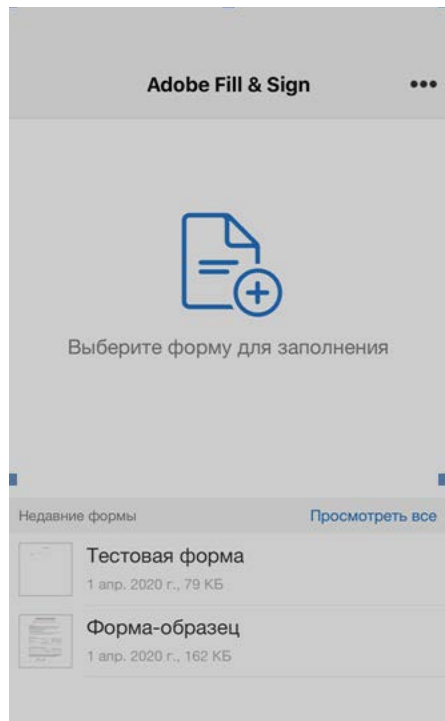 Adobe Fill & Sign
Выберите форму для заполнения
Недавние формы
Просмотреть все
Тестовая форма
1 апр. 2020 г., 79 КБ
Форма-образец
1 апр. 2020 г., 162 КБ